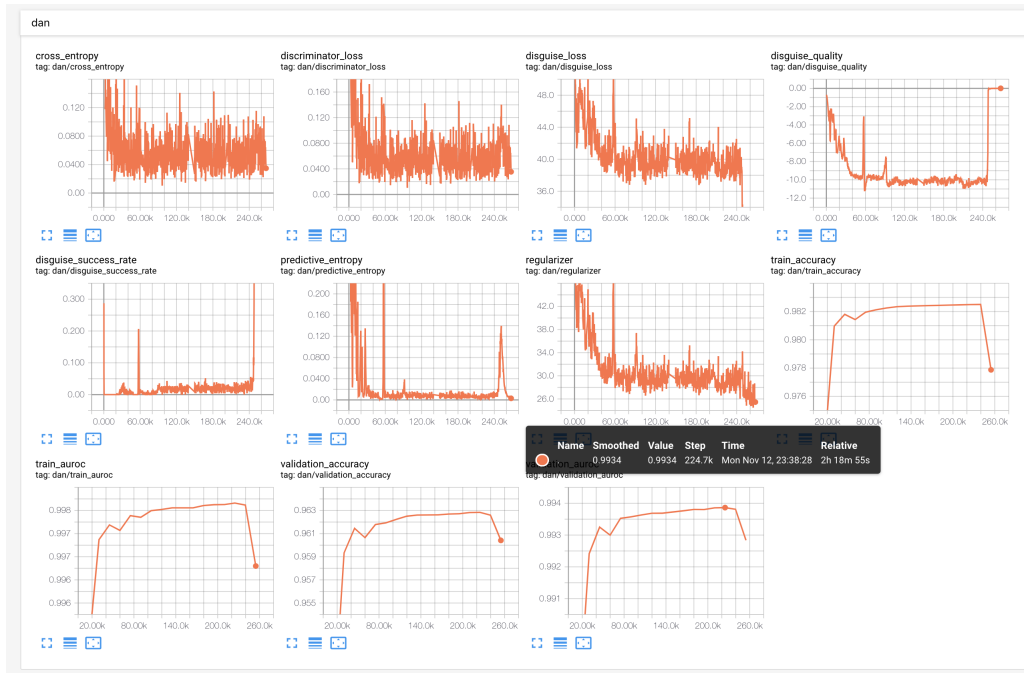 dan
cross_entropy
tag: dan/cross_entropy
0.120
0.0800
0.0400
0.00
0.000 60.00k 120.0k 180.0k 240.0k
discriminator_loss
tag: dan/discriminator_loss
0.160
0.120
0.0800
0.0400
0.00
0.000 60.00k 120.0k 180.0k 240.0k
disguise_loss
tag: dan/disguise_loss
48.0
44.0
40.0
36.0
0.000 60.00k 120.0k 180.0k 240.0k
disguise_quality
tag: dan/disguise_quality
0.00
-2.00
-4.00
-6.00
-8.00
-10.0
-12.0
0.000 60.00k 120.0k 180.0k 240.0k
disguise_success_rate
tag: dan/disguise_success_rate
0.300
0.200
0.100
0.00
0.000 60.00k 120.0k 180.0k 240.0k
predictive_entropy
tag: dan/predictive_entropy
0.200
0.160
0.120
0.0800
0.0400
0.00
0.000 60.00k 120.0k 180.0k 240.0k
regularizer
tag: dan/regularizer
42.0
38.0
34.0
30.0
26.0
train_accuracy
tag: dan/train_accuracy
0.982
0.980
0.978
0.976
20.00k 80.00k 140.0k 200.0k 260.0k
Name Smoothed Value Step Time Relative
0.9934 0.9934 224.7k Mon Nov 12, 23:38:28 2h 18m 55s
train_auroc
tag: dan/train_auroc
0.998
0.997
0.997
0.996
0.996
20.00k 80.00k 140.0k 200.0k 260.0k
validation_accuracy
tag: dan/validation_accuracy
0.963
0.961
0.959
0.957
0.955
20.00k 80.00k 140.0k 200.0k 260.0k
validation_auroc
tag: dan/validation_auroc
0.994
0.993
0.992
0.991
20.00k 80.00k 140.0k 200.0k 260.0k